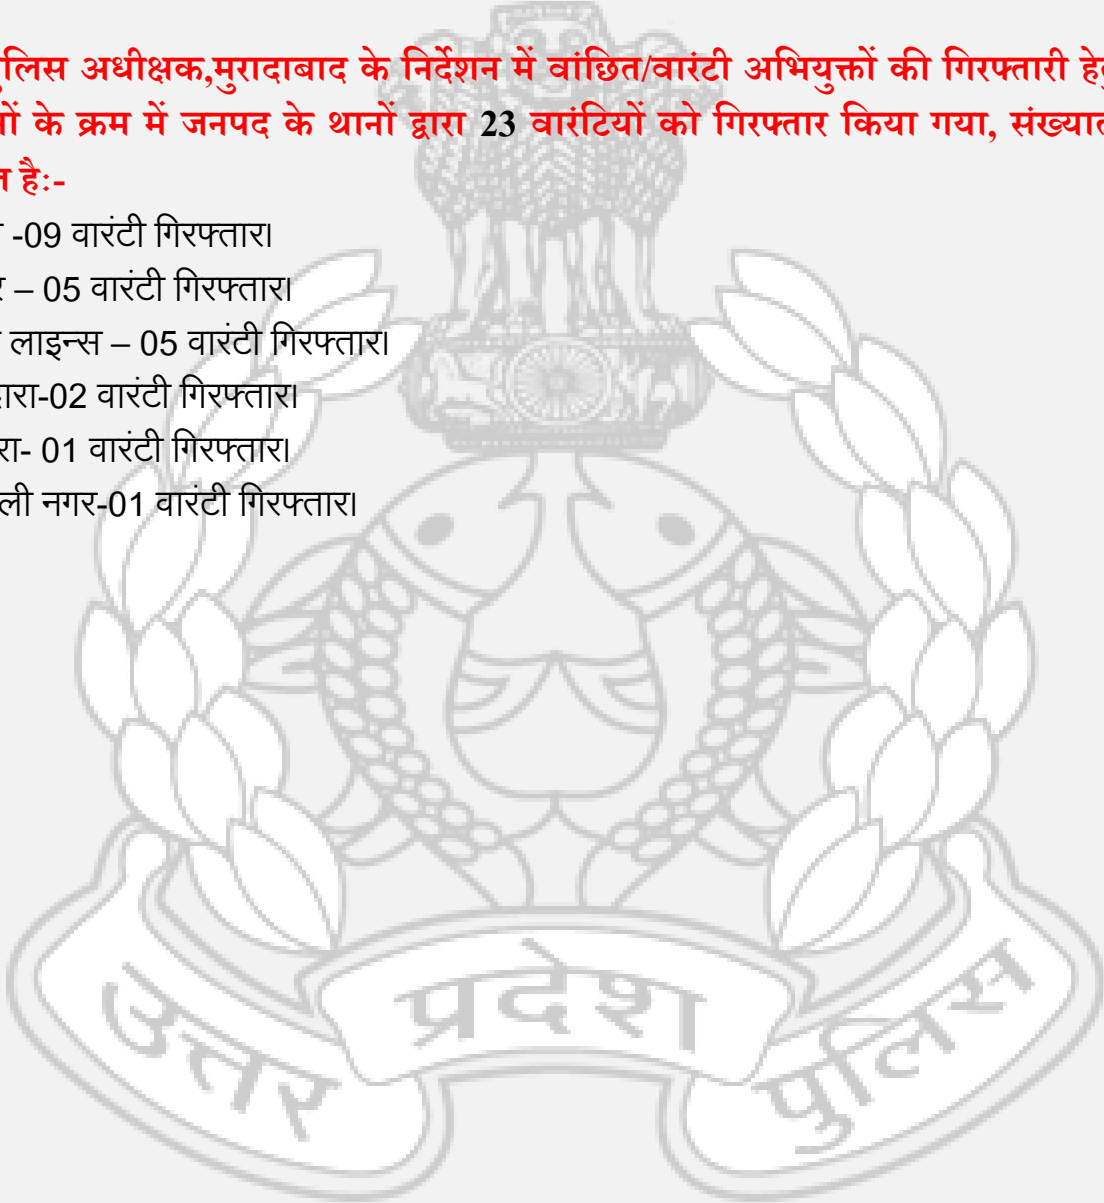 ुलिस अधीक्षक,मुरादाबाद के निर्देशन में वांछित/वारंटी अभियुक्तों की गिरफ्तारी हेतु
ों के क्रम में जनपद के थानों द्वारा 23 वारंटियों को गिरफ्तार किया गया, संख्यात
है:-
-09 वारंटी गिरफ्तार।
र – 05 वारंटी गिरफ्तार।
लाइन्स – 05 वारंटी गिरफ्तार।
द्वारा-02 वारंटी गिरफ्तार।
रा- 01 वारंटी गिरफ्तार।
ली नगर-01 वारंटी गिरफ्तार।
उत्तर प्रदेश पुलिस